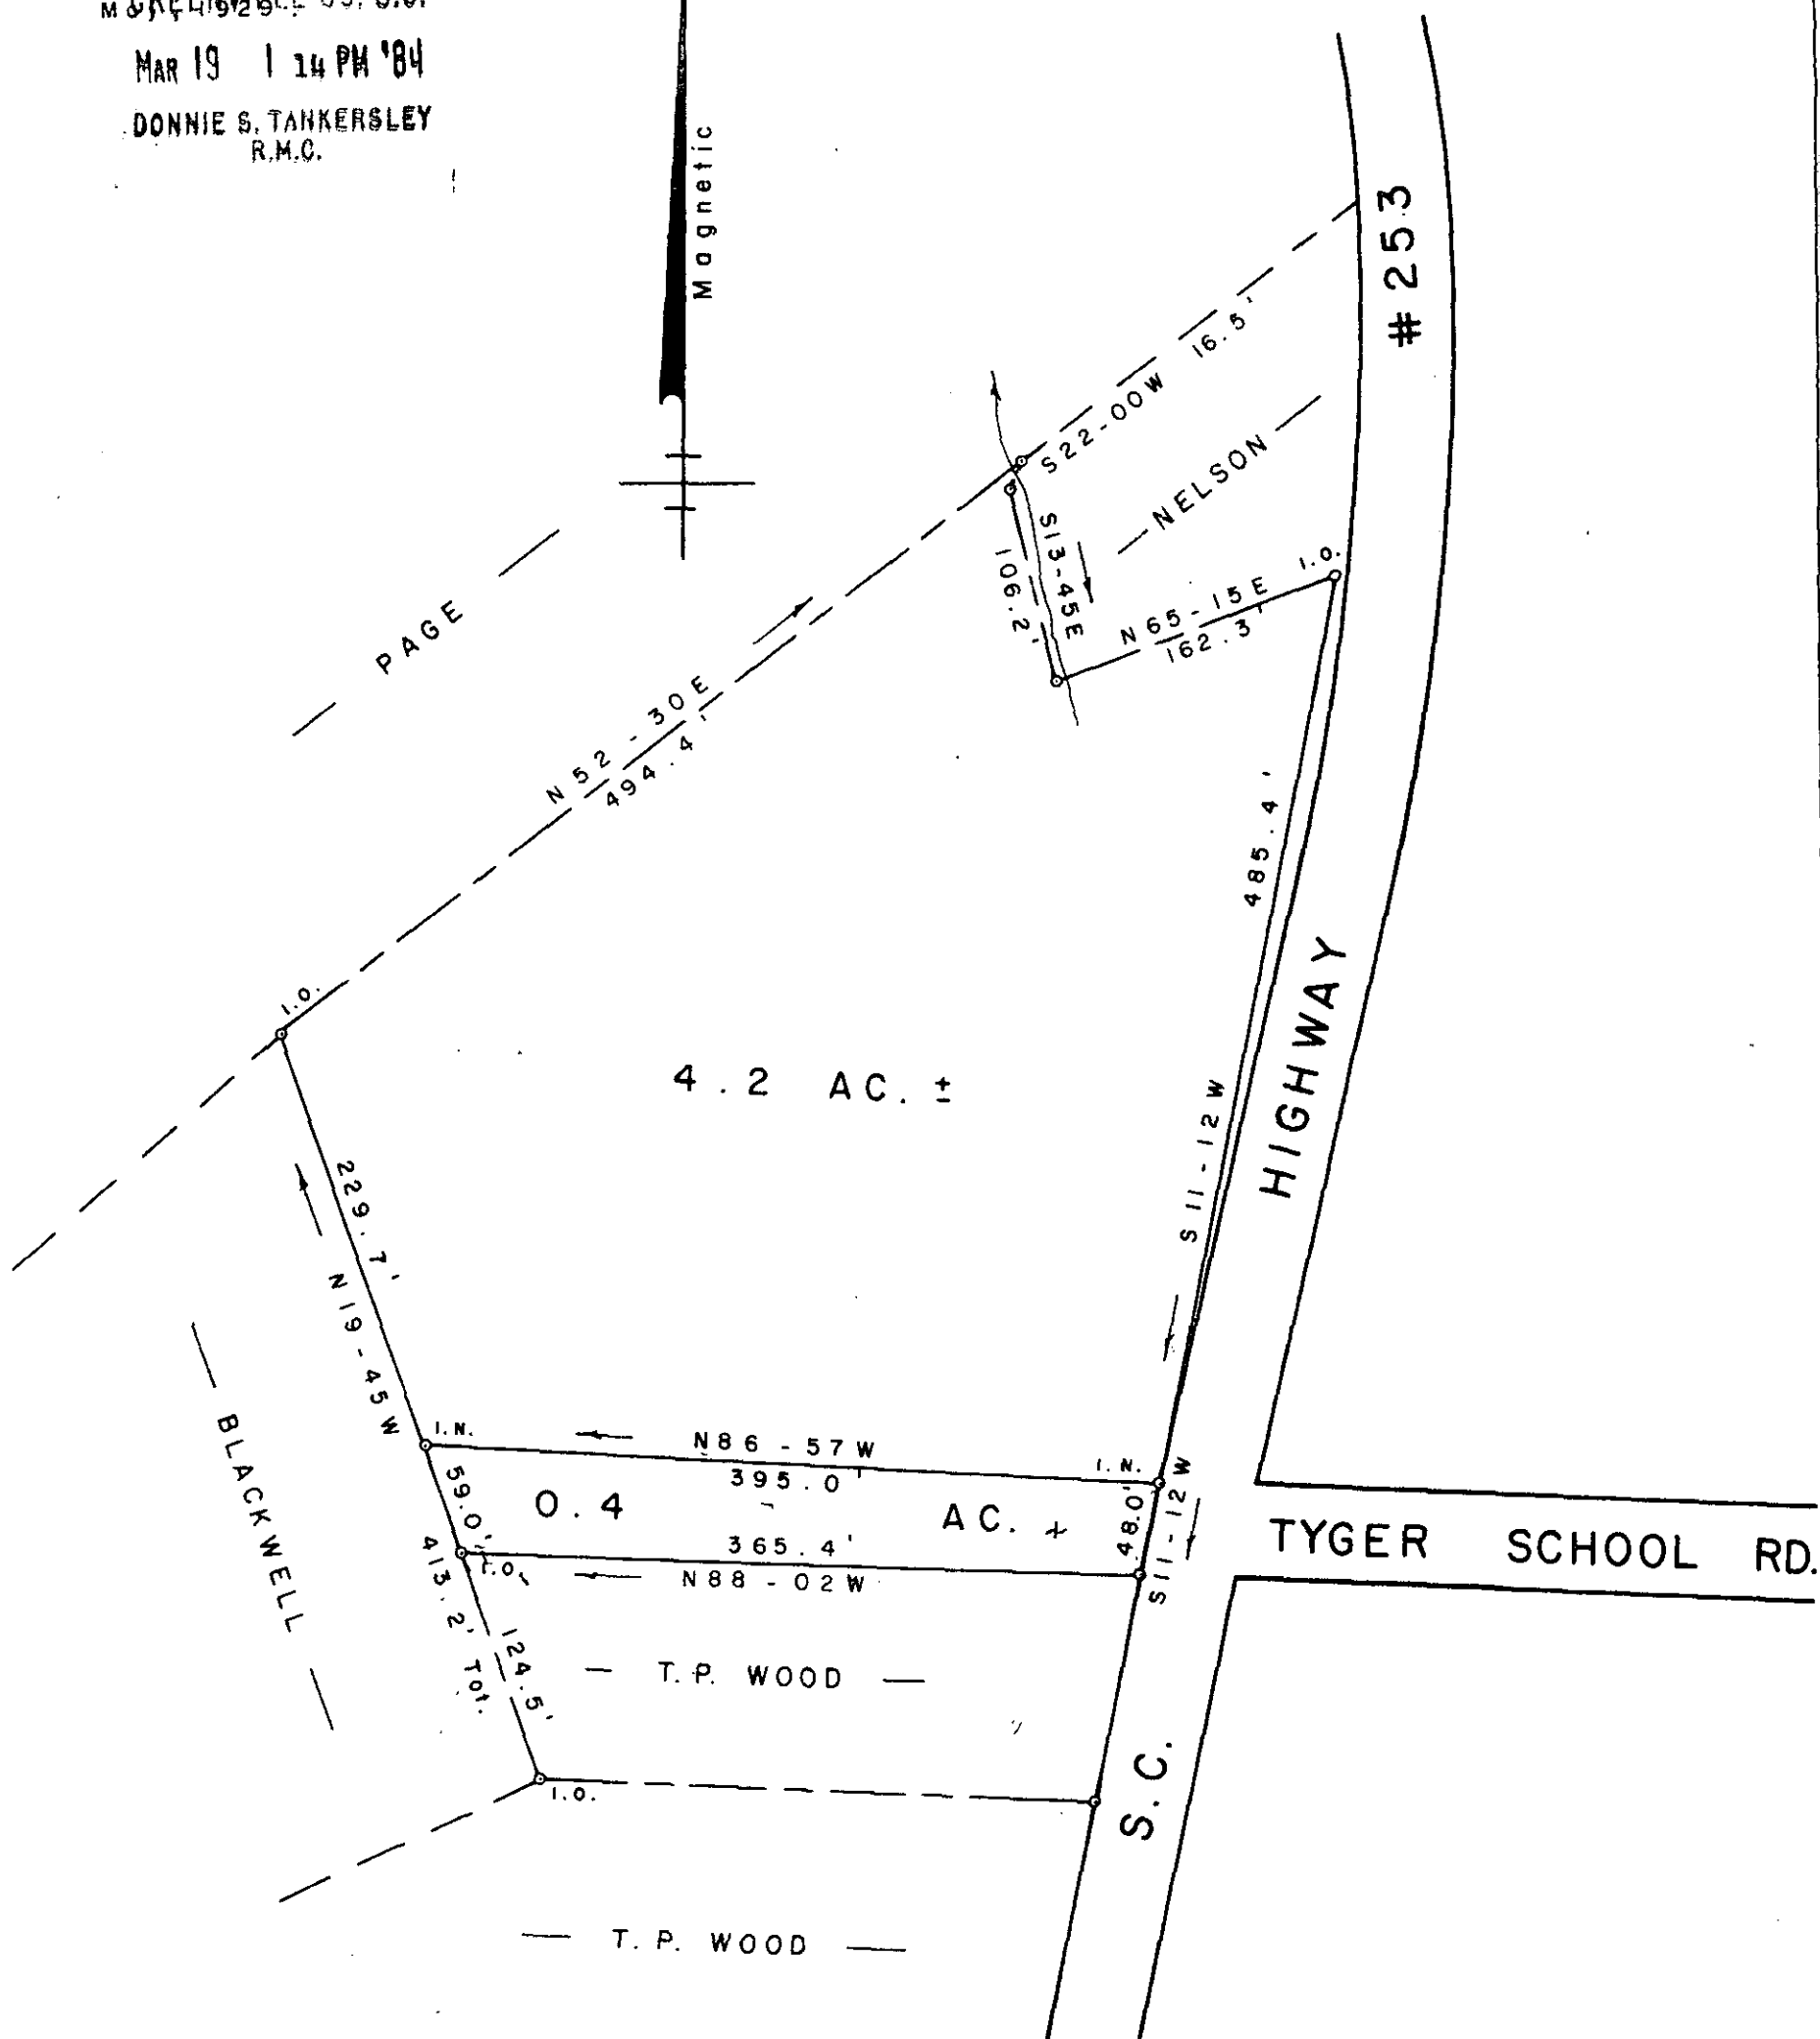 MAR 19 1 14 PM '84
DONNIE S. TANKERSLEY
R.M.C.
Magnetic
#253
S22-00W 16.5'
NELSON
S13-45E
106.2'
I.O.
N65-15E
162.3'
PAGE
N52-30E
494.4'
485.4'
S11-12W
HIGHWAY
I.O.
4.2 AC. ±
229.7'
N19-45W
BLACKWELL
I.N.
N86-57W
395.0'
I.N.
S11-12W
48.0'
59.0'
0.4 AC. ±
365.4'
N88-02W
I.O.
413.2' Tot.
124.5'
TYGER SCHOOL RD.
T.P. WOOD
I.O.
S.C.
T.P. WOOD